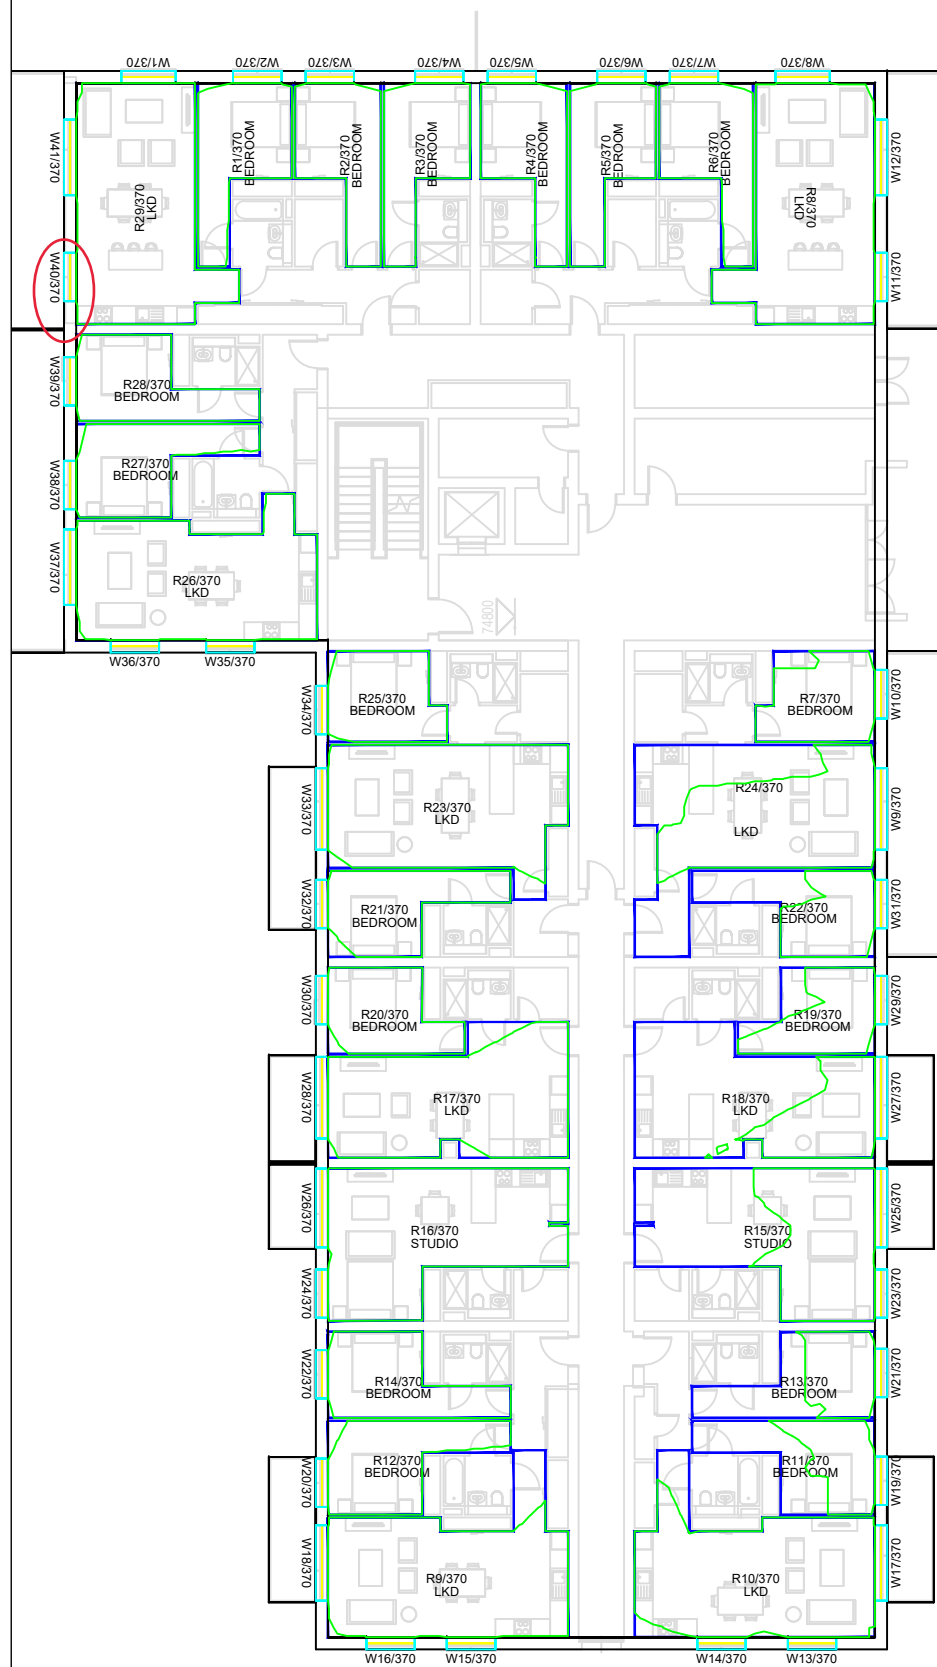 W1/370
W2/370
W3/370
W4/370
W5/370
W6/370
W7/370
W8/370
W41/370
W12/370
R29/370
LKD
R1/370
BEDROOM
R2/370
BEDROOM
R3/370
BEDROOM
R4/370
BEDROOM
R5/370
BEDROOM
R6/370
BEDROOM
R8/370
LKD
W40/370
W11/370
W39/370
R28/370
BEDROOM
W38/370
R27/370
BEDROOM
W37/370
R26/370
LKD
74800
W36/370
W35/370
W34/370
R25/370
BEDROOM
R7/370
BEDROOM
W10/370
W33/370
R23/370
LKD
R24/370
LKD
W9/370
W32/370
R21/370
BEDROOM
R22/370
BEDROOM
W31/370
W30/370
R20/370
BEDROOM
R19/370
BEDROOM
W29/370
W28/370
R17/370
LKD
R18/370
LKD
W27/370
W26/370
R16/370
STUDIO
R15/370
STUDIO
W25/370
W24/370
W23/370
W22/370
R14/370
BEDROOM
R13/370
BEDROOM
W21/370
W20/370
R12/370
BEDROOM
R11/370
BEDROOM
W19/370
W18/370
R9/370
LKD
R10/370
LKD
W17/370
W16/370
W15/370
W14/370
W13/370